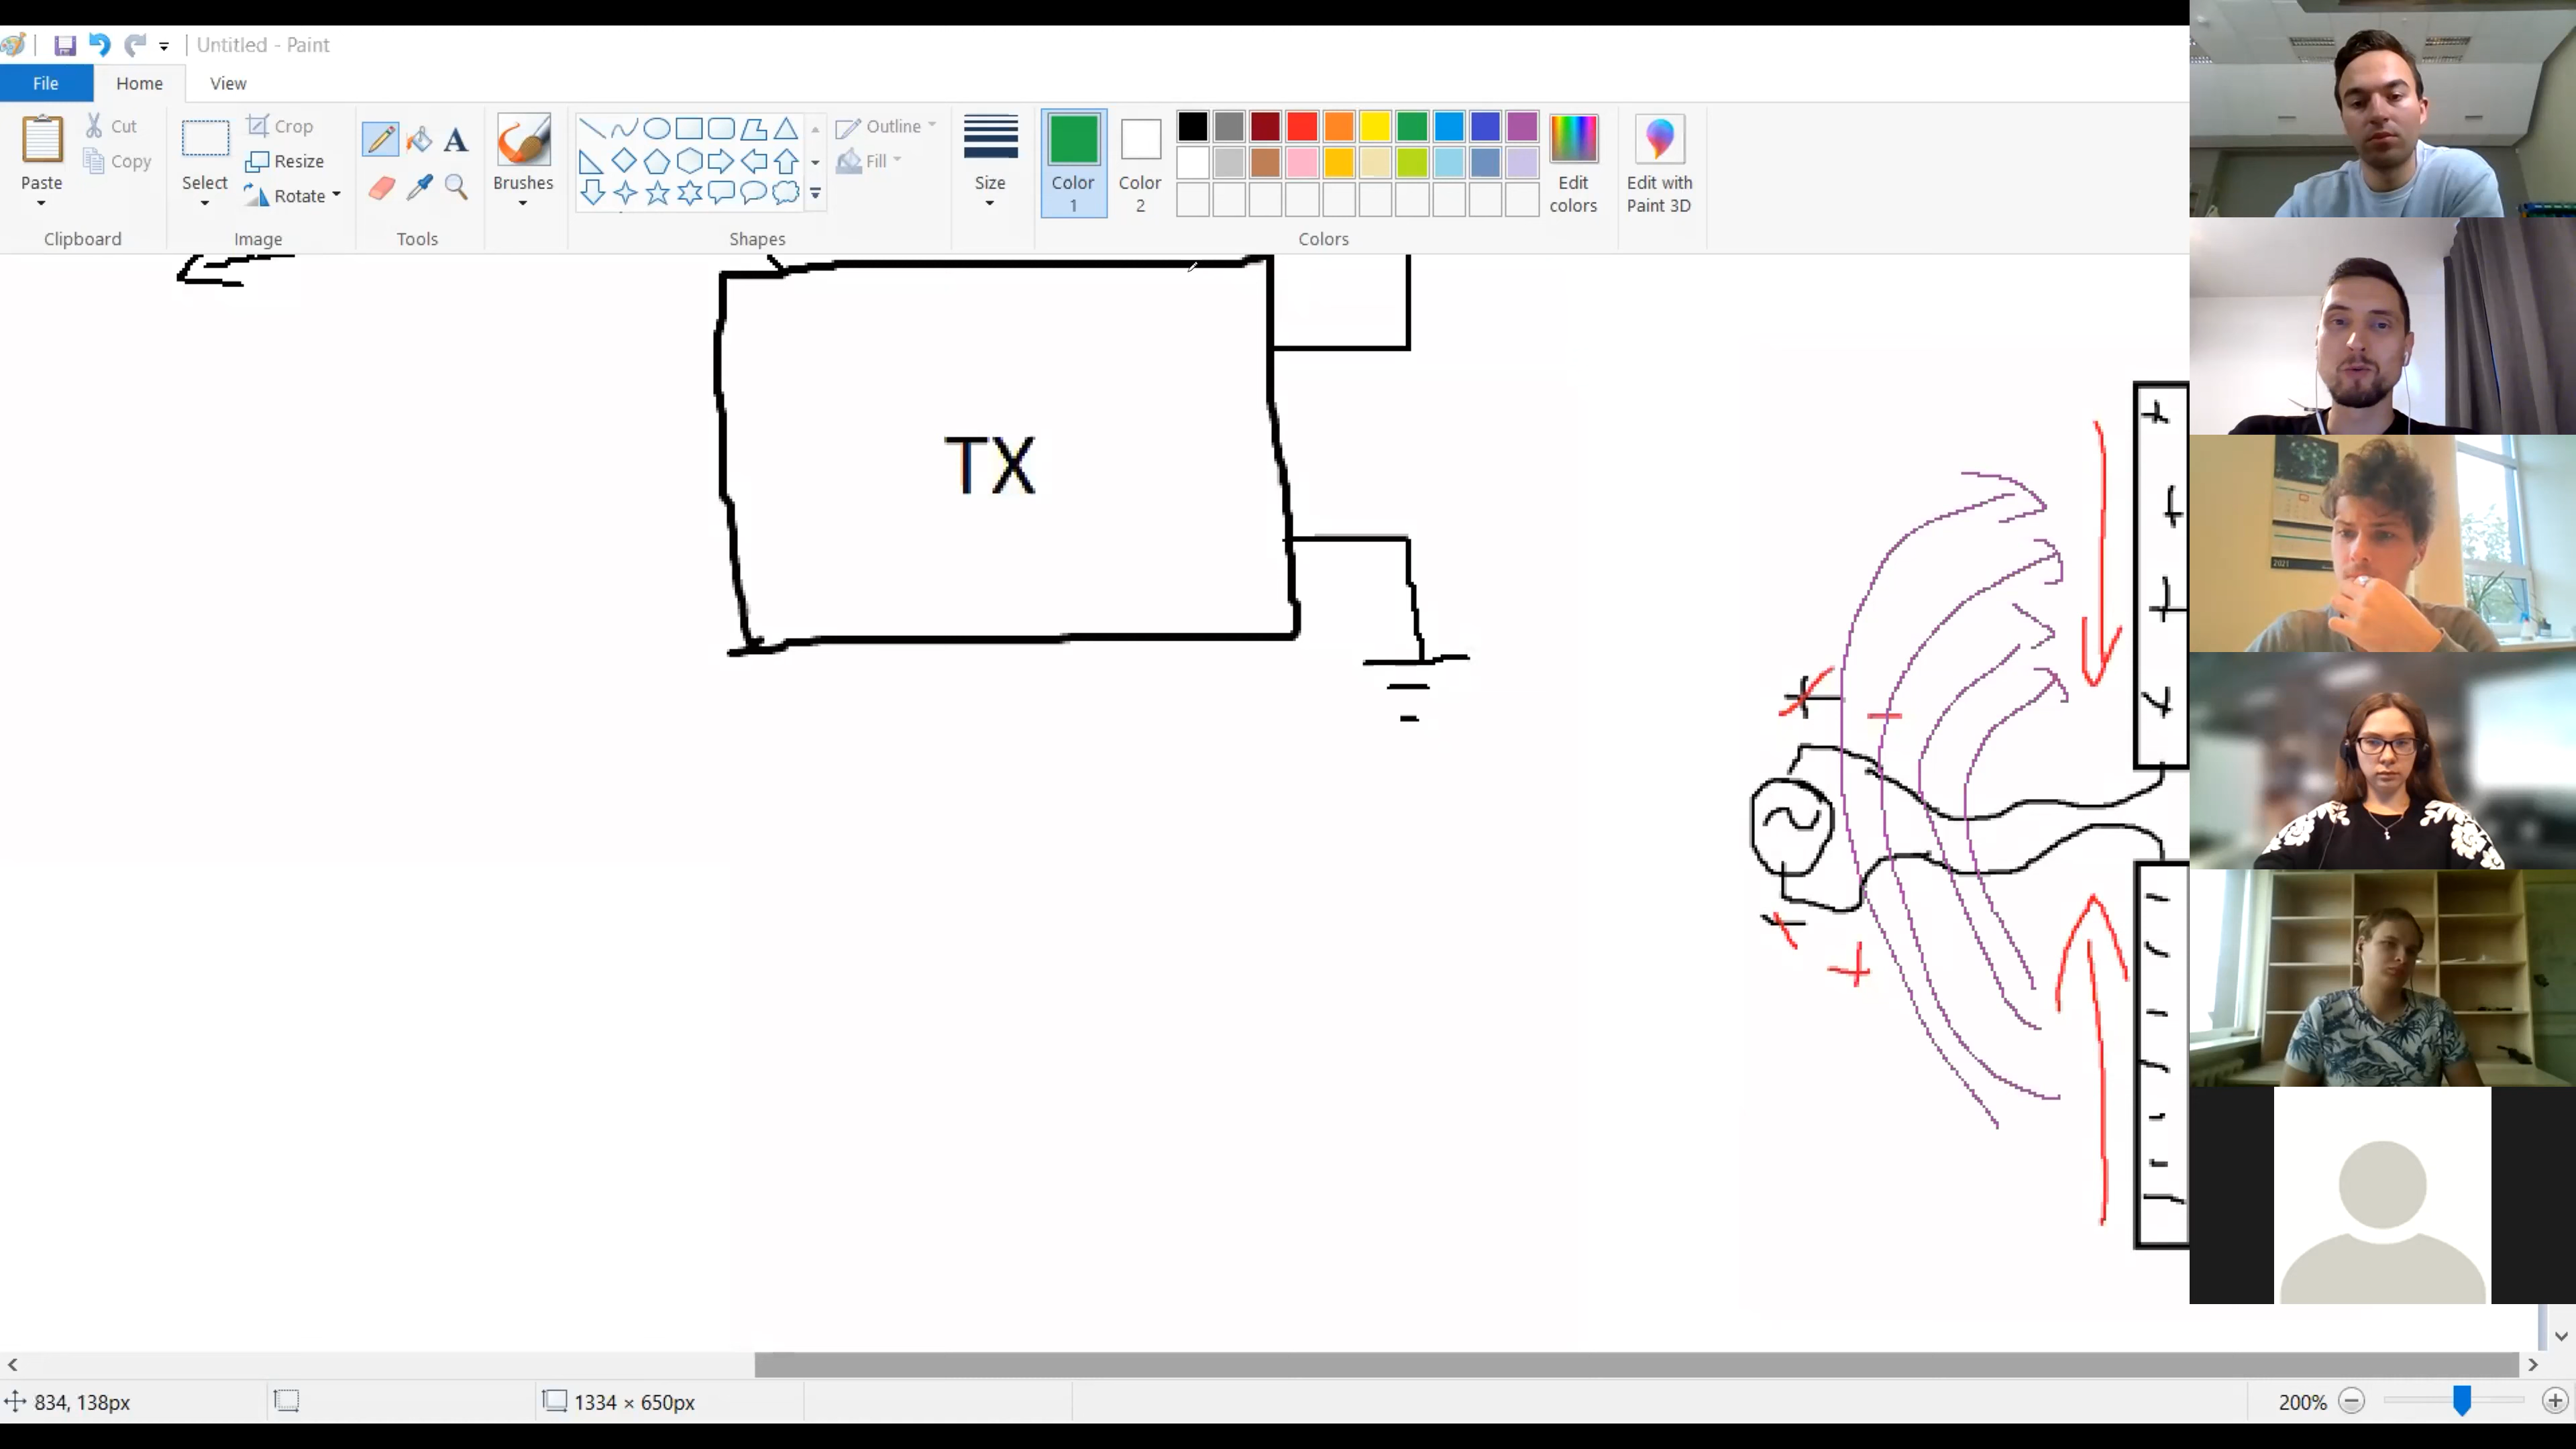 Untitled - Paint
File Home View
Paste
Cut
Copy
Clipboard
Select
Crop
Resize
Rotate
Image
A
Tools
Brushes
Shapes
Outline
Fill
Size
Color
1
Color
2
Colors
Edit
colors
Edit with
Paint 3D
TX
+ + + +
- +
- - - - - - -
834, 138px
1334 × 650px
200%